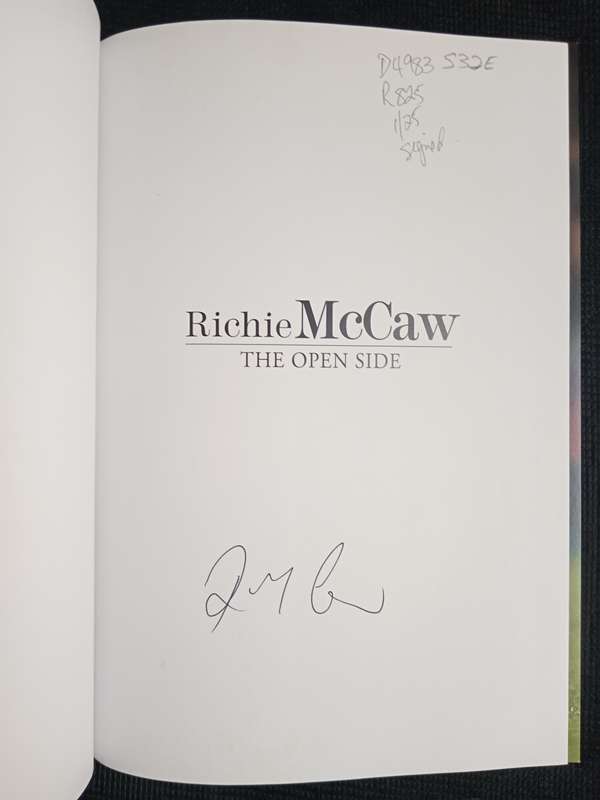 D4983 S32E
R825
1/25
signed
Richie McCaw
THE OPEN SIDE